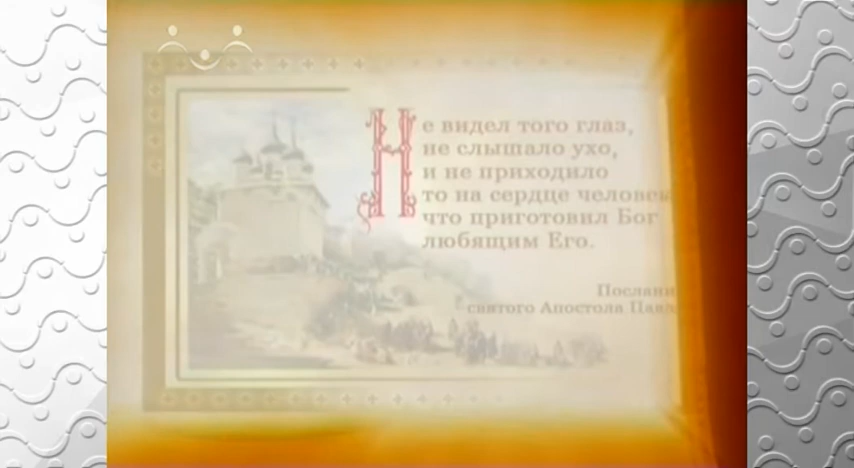 Не видел того глаз,
не слышало ухо,
и не приходило
то на сердце человек
что приготовил Бог
любящим Его.
Послани
святого Апостола Павл